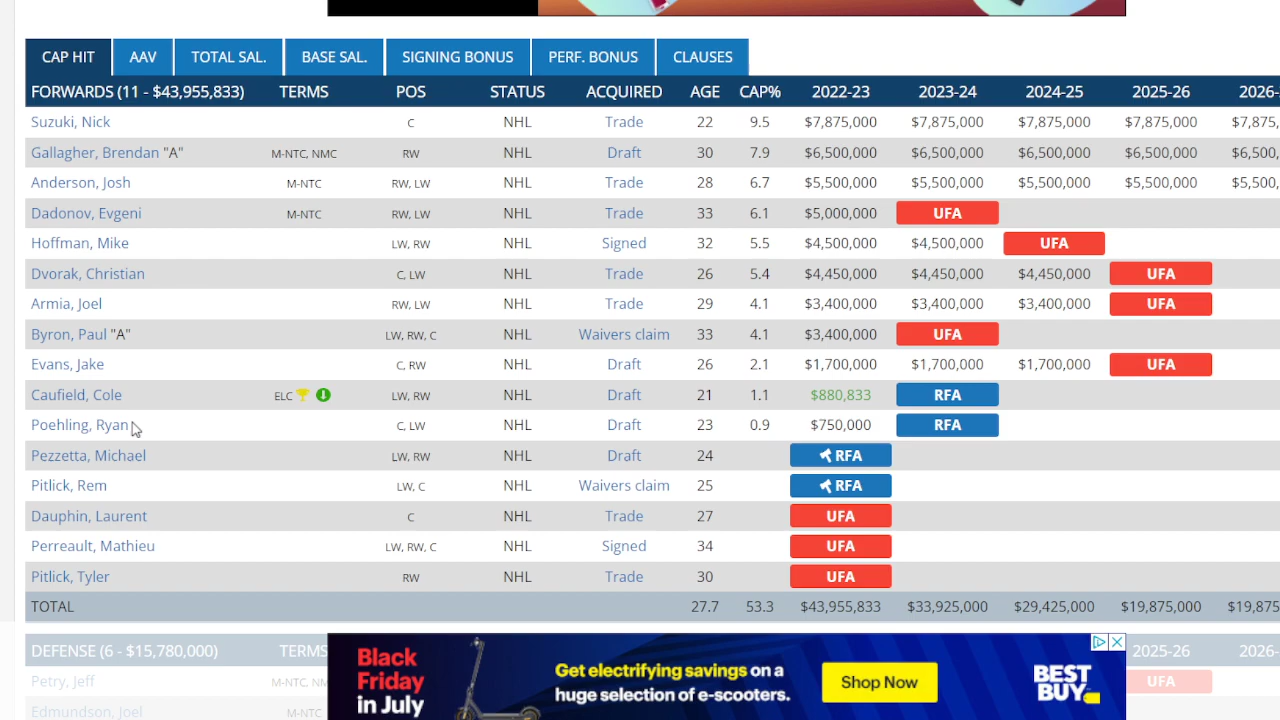 CAP HIT AAV TOTAL SAL. BASE SAL. SIGNING BONUS PERF. BONUS CLAUSES
FORWARDS (11 - $43,955,833) TERMS POS STATUS ACQUIRED AGE CAP% 2022-23 2023-24 2024-25 2025-26 2026-
Suzuki, Nick C NHL Trade 22 9.5 $7,875,000 $7,875,000 $7,875,000 $7,875,000 $7,875,
Gallagher, Brendan "A" M-NTC, NMC RW NHL Draft 30 7.9 $6,500,000 $6,500,000 $6,500,000 $6,500,000 $6,500,
Anderson, Josh M-NTC RW, LW NHL Trade 28 6.7 $5,500,000 $5,500,000 $5,500,000 $5,500,000 $5,500,
Dadonov, Evgeni M-NTC RW, LW NHL Trade 33 6.1 $5,000,000 UFA
Hoffman, Mike LW, RW NHL Signed 32 5.5 $4,500,000 $4,500,000 UFA
Dvorak, Christian C, LW NHL Trade 26 5.4 $4,450,000 $4,450,000 $4,450,000 UFA
Armia, Joel RW, LW NHL Trade 29 4.1 $3,400,000 $3,400,000 $3,400,000 UFA
Byron, Paul "A" LW, RW, C NHL Waivers claim 33 4.1 $3,400,000 UFA
Evans, Jake C, RW NHL Draft 26 2.1 $1,700,000 $1,700,000 $1,700,000 UFA
Caufield, Cole ELC LW, RW NHL Draft 21 1.1 $880,833 RFA
Poehling, Ryan C, LW NHL Draft 23 0.9 $750,000 RFA
Pezzetta, Michael LW, RW NHL Draft 24 RFA
Pitlick, Rem LW, C NHL Waivers claim 25 RFA
Dauphin, Laurent C NHL Trade 27 UFA
Perreault, Mathieu LW, RW, C NHL Signed 34 UFA
Pitlick, Tyler RW NHL Trade 30 UFA
TOTAL 27.7 53.3 $43,955,833 $33,925,000 $29,425,000 $19,875,000 $19,875
DEFENSE (6 - $15,780,000) TERMS 2025-26 2026-
Petry, Jeff M-NTC, NM UFA
Edmundson, Joel M-NTC
Black
Friday
in July
Get electrifying savings on a
huge selection of e-scooters.
Shop Now
BEST
BUY